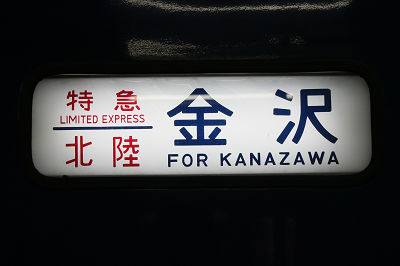 特急
LIMITED EXPRESS
北陸
金沢
FOR KANAZAWA